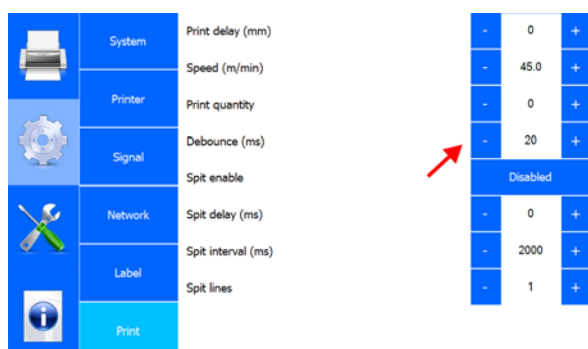 System
Printer
Signal
Network
Label
Print
Print delay (mm) - 0 +
Speed (m/min) - 45.0 +
Print quantity - 0 +
Debounce (ms) - 20 +
Spit enable Disabled
Spit delay (ms) - 0 +
Spit interval (ms) - 2000 +
Spit lines - 1 +